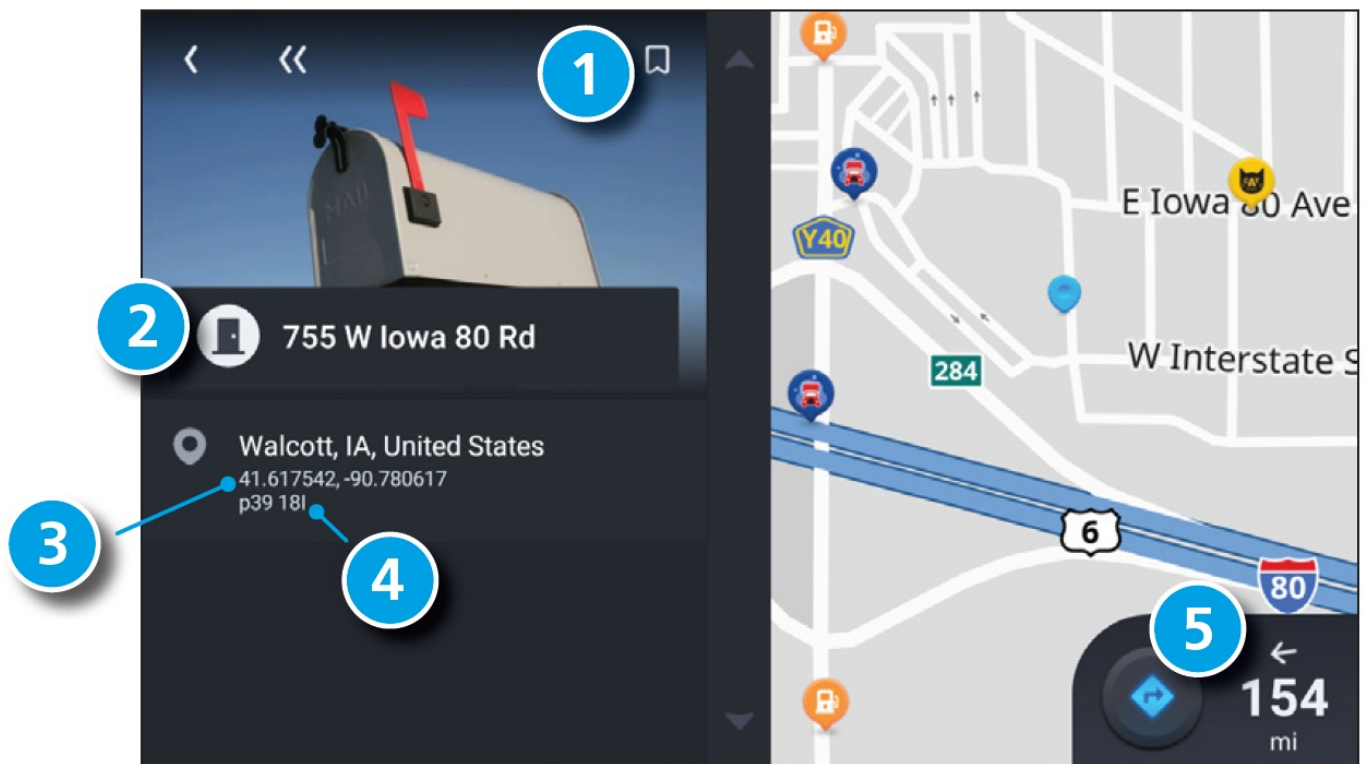 1
MAIL
2
755 W Iowa 80 Rd
Walcott, IA, United States
41.617542, -90.780617
p39 18I
3
4
E Iowa 80 Ave
Y40
W Interstate S
284
6
80
5
154
mi